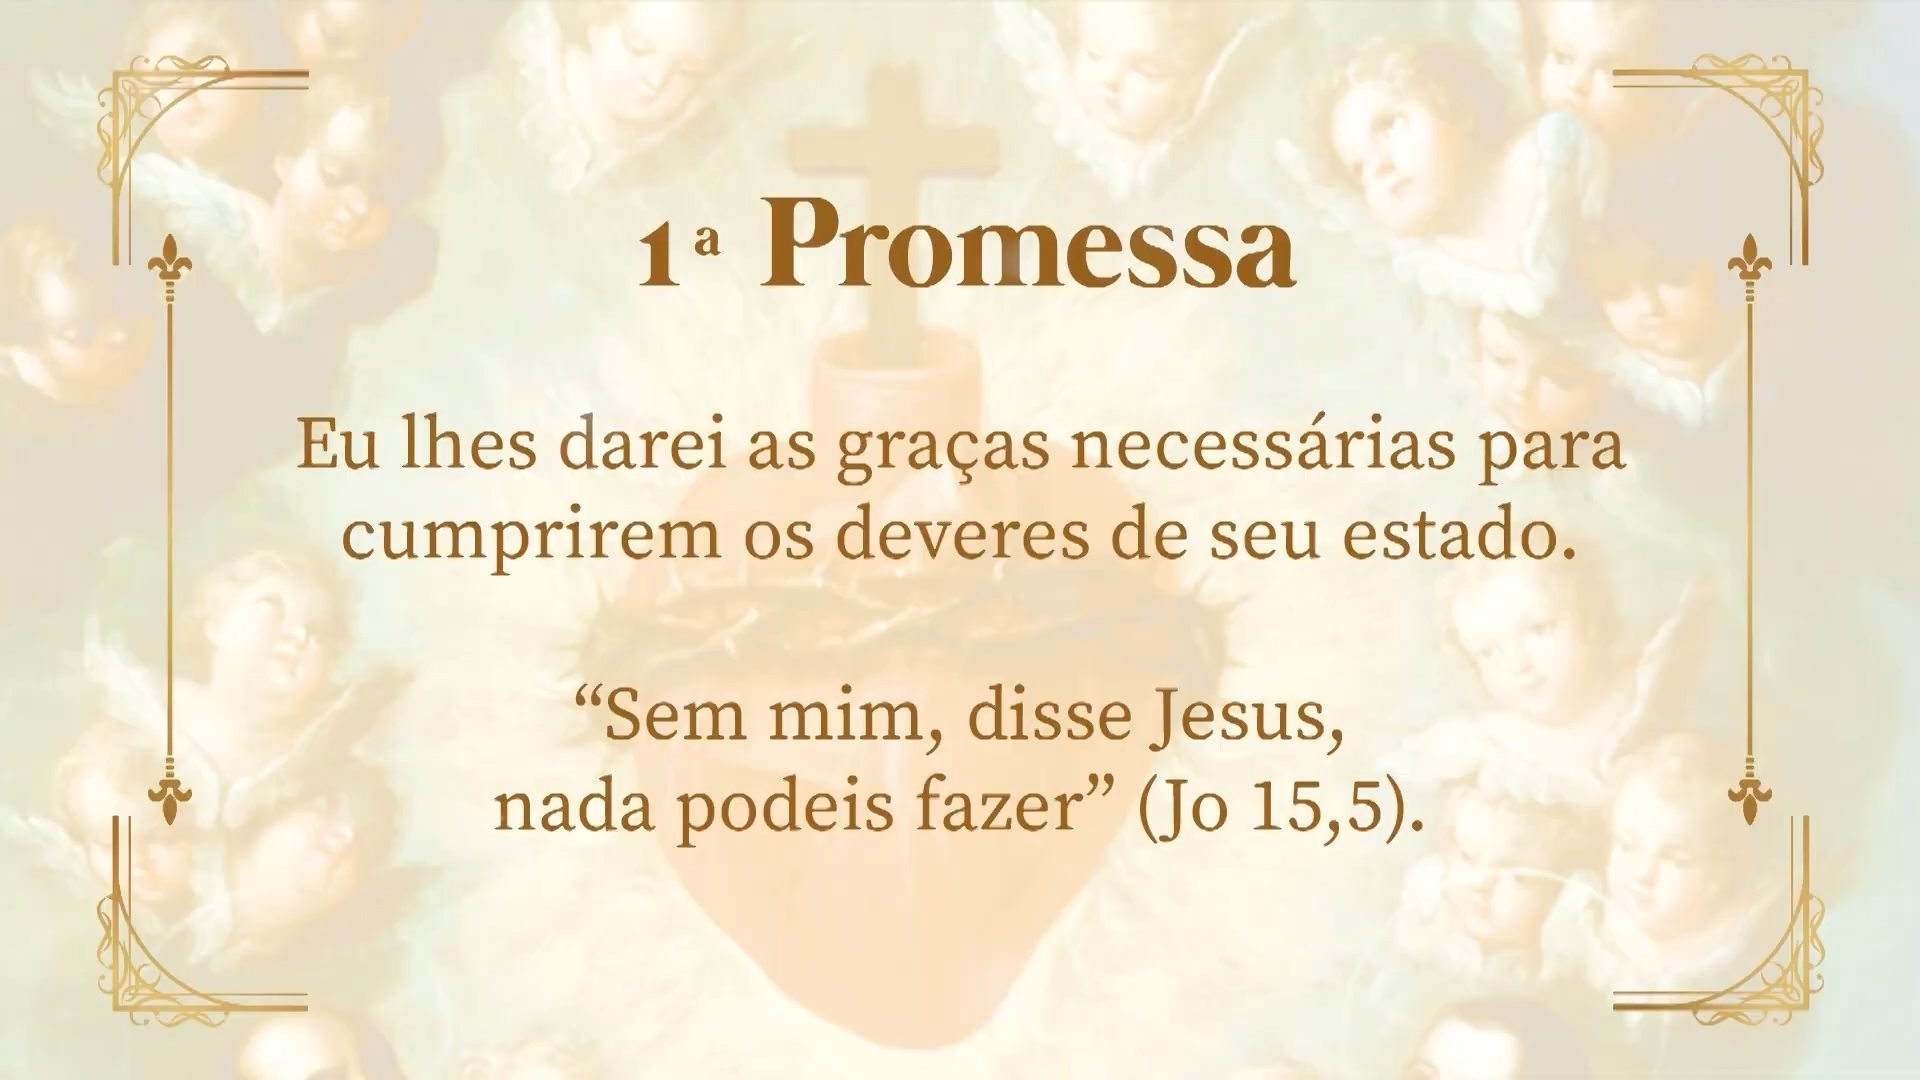 1ª Promessa
Eu lhes darei as graças necessárias para
cumprirem os deveres de seu estado.
“Sem mim, disse Jesus,
nada podeis fazer” (Jo 15,5).